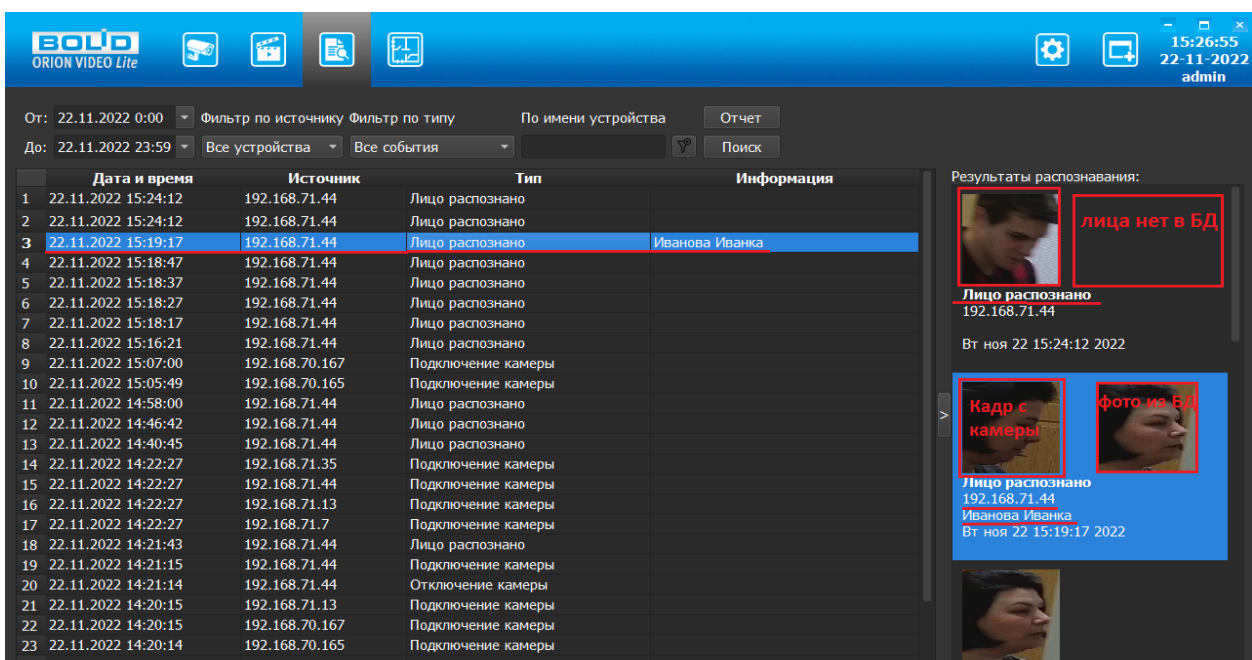 BOLID
ORION VIDEO Lite
15:26:55
22-11-2022
admin
От: 22.11.2022 0:00 Фильтр по источнику Фильтр по типу По имени устройства Отчет
До: 22.11.2022 23:59 Все устройства Все события Поиск
Дата и время Источник Тип Информация
1 22.11.2022 15:24:12 192.168.71.44 Лицо распознано
2 22.11.2022 15:24:12 192.168.71.44 Лицо распознано
3 22.11.2022 15:19:17 192.168.71.44 Лицо распознано Иванова Иванка
4 22.11.2022 15:18:47 192.168.71.44 Лицо распознано
5 22.11.2022 15:18:37 192.168.71.44 Лицо распознано
6 22.11.2022 15:18:27 192.168.71.44 Лицо распознано
7 22.11.2022 15:18:17 192.168.71.44 Лицо распознано
8 22.11.2022 15:16:21 192.168.71.44 Лицо распознано
9 22.11.2022 15:07:00 192.168.70.167 Подключение камеры
10 22.11.2022 15:05:49 192.168.70.165 Подключение камеры
11 22.11.2022 14:58:00 192.168.71.44 Лицо распознано
12 22.11.2022 14:46:42 192.168.71.44 Лицо распознано
13 22.11.2022 14:40:45 192.168.71.44 Лицо распознано
14 22.11.2022 14:22:27 192.168.71.35 Подключение камеры
15 22.11.2022 14:22:27 192.168.71.44 Подключение камеры
16 22.11.2022 14:22:27 192.168.71.13 Подключение камеры
17 22.11.2022 14:22:27 192.168.71.7 Подключение камеры
18 22.11.2022 14:21:43 192.168.71.44 Лицо распознано
19 22.11.2022 14:21:15 192.168.71.44 Подключение камеры
20 22.11.2022 14:21:14 192.168.71.44 Отключение камеры
21 22.11.2022 14:20:15 192.168.71.13 Подключение камеры
22 22.11.2022 14:20:15 192.168.70.167 Подключение камеры
23 22.11.2022 14:20:14 192.168.70.165 Подключение камеры
>
Результаты распознавания:
лица нет в БД
Лицо распознано
192.168.71.44
Вт ноя 22 15:24:12 2022
Кадр с
камеры
фото из БД
Лицо распознано
192.168.71.44
Иванова Иванка
Вт ноя 22 15:19:17 2022